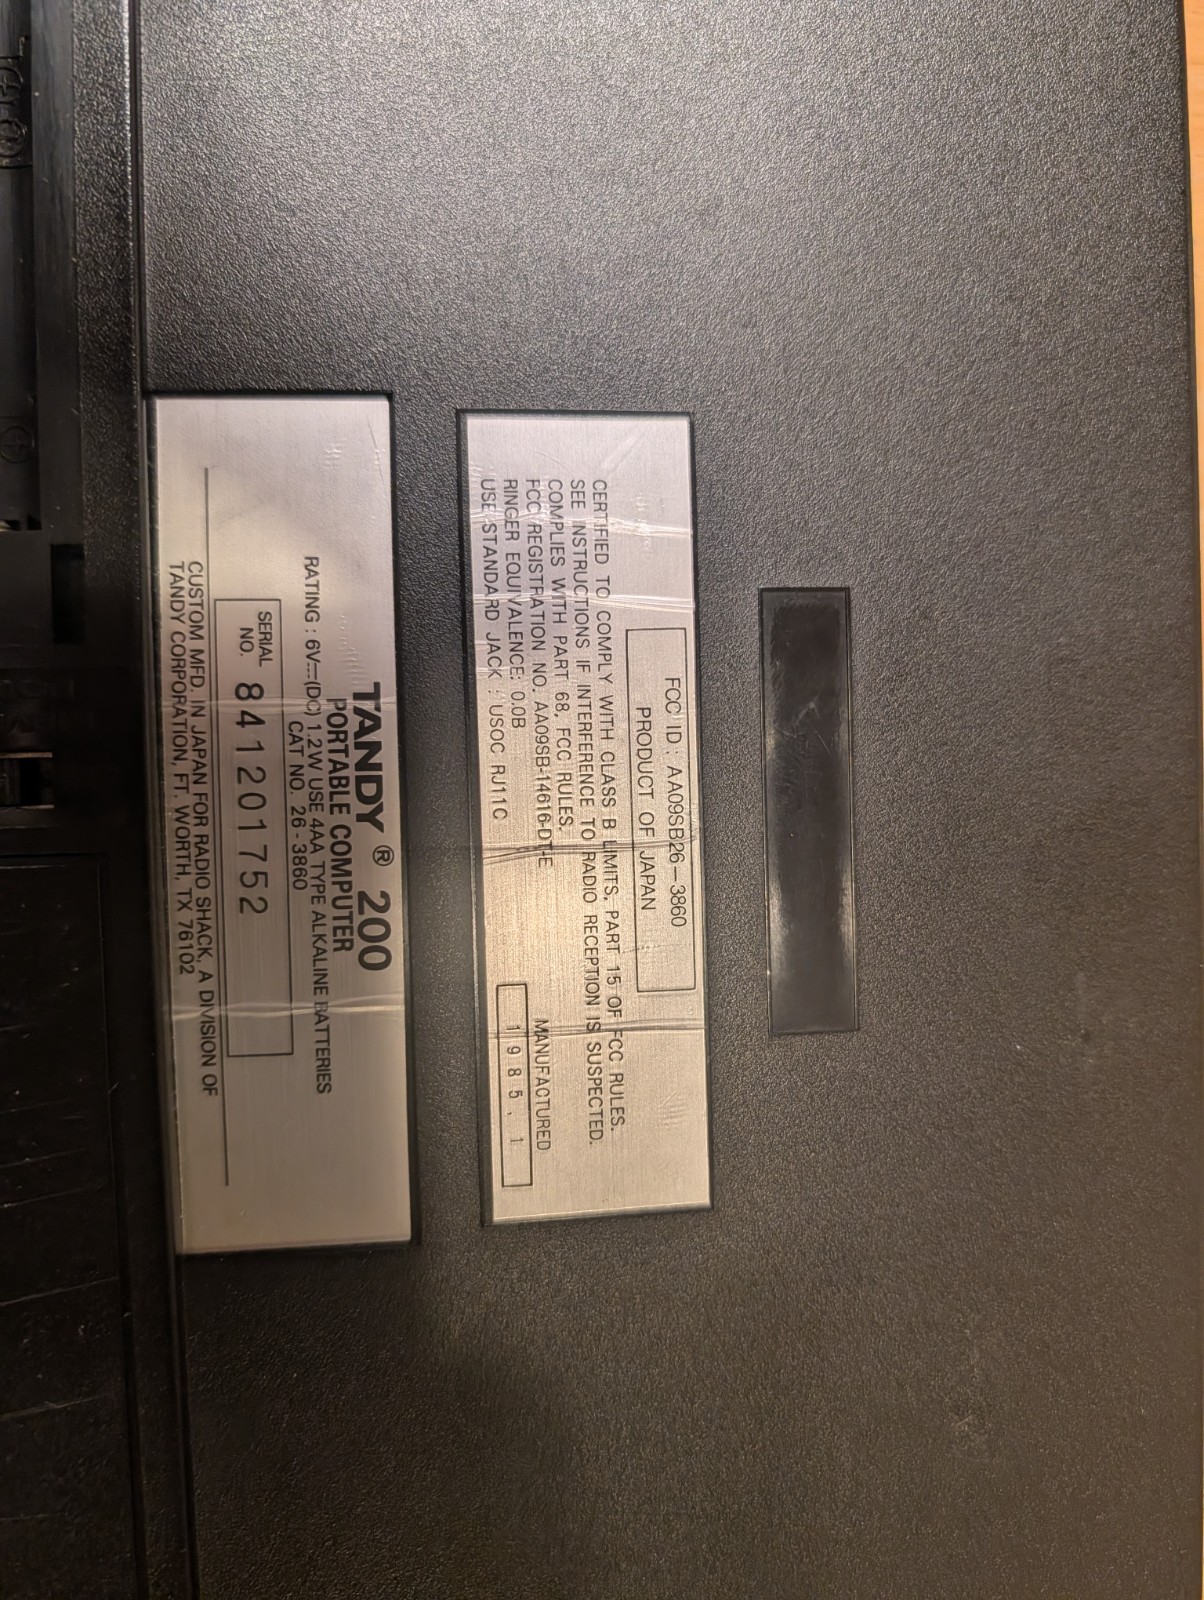 FCC ID : AA09SB26-3860
PRODUCT OF JAPAN
CERTIFIED TO COMPLY WITH CLASS B LIMITS, PART 15 OF FCC RULES.
SEE INSTRUCTIONS IF INTERFERENCE TO RADIO RECEPTION IS SUSPECTED.
COMPLIES WITH PART 68, FCC RULES.
FCC REGISTRATION NO. AA09SB-14616-DT-E
RINGER EQUIVALENCE: 0.0B
USE STANDARD JACK : USOC RJ11C
MANUFACTURED
1985.1
TANDY® 200
PORTABLE COMPUTER
RATING : 6V⎓(DC) 1.2W USE 4AA TYPE ALKALINE BATTERIES
CAT NO. 26-3860
SERIAL NO. 841201752
CUSTOM MFD. IN JAPAN FOR RADIO SHACK, A DIVISION OF
TANDY CORPORATION, FT. WORTH, TX 76102